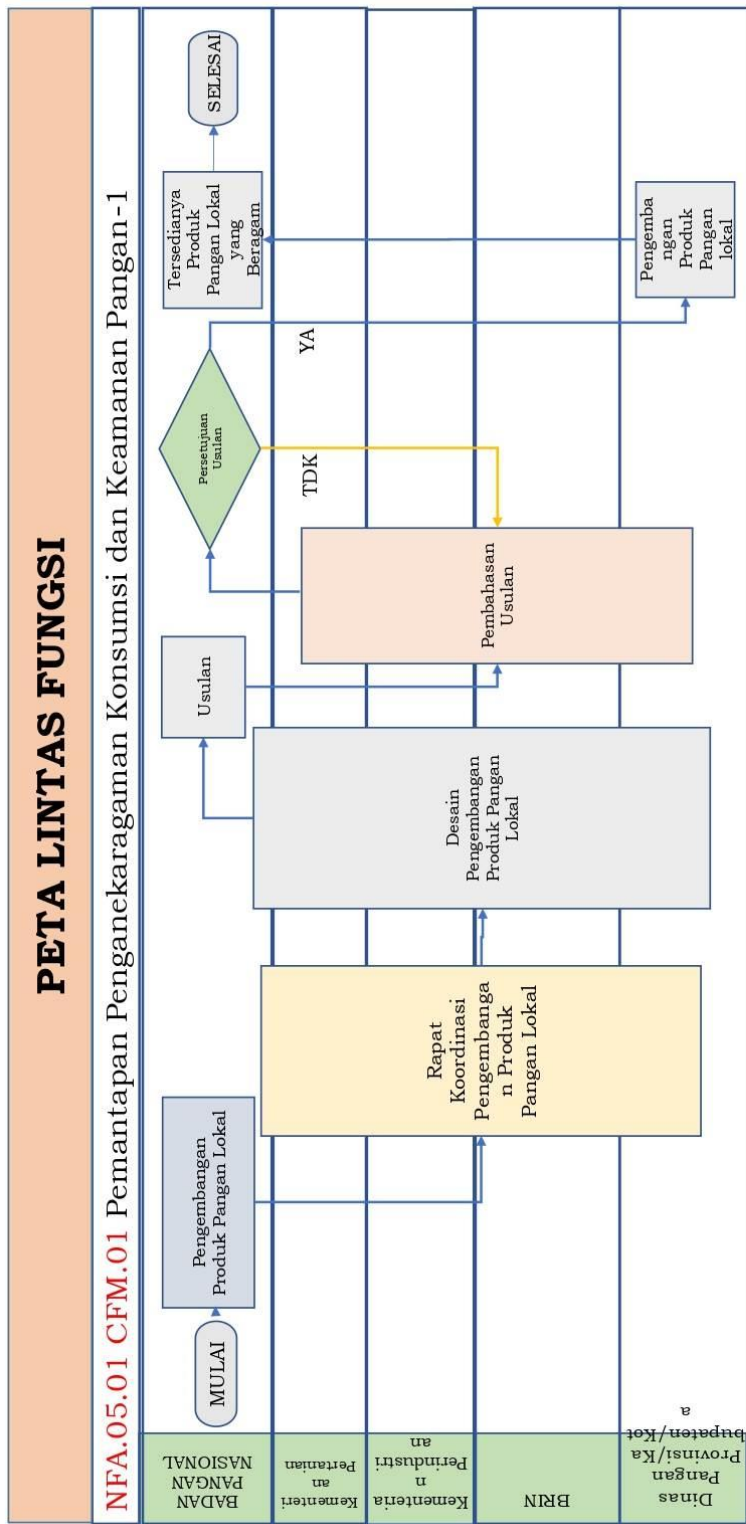 PETA LINTAS FUNGSI
NFA.05.01 CFM.01 Pemantapan Penganekaragaman Konsumsi dan Keamanan Pangan-1
BADAN
PANGAN
NASIONAL
MULAI
Pengembangan
Produk Pangan Lokal
Usulan
Persetujuan
Usulan
Tersedianya
Produk
Pangan Lokal
yang
Beragam
SELESAI
Kementeri
an
Pertanian
TDK
YA
Kementeria
n
Perindustri
an
Rapat
Koordinasi
Pengembanga
n Produk
Pangan Lokal
Desain
Pengembangan
Produk Pangan
Lokal
Pembahasan
Usulan
BRIN
Dinas
Pangan
Provinsi/Ka
bupaten/Kot
a
Pengemba
ngan
Produk
Pangan
lokal